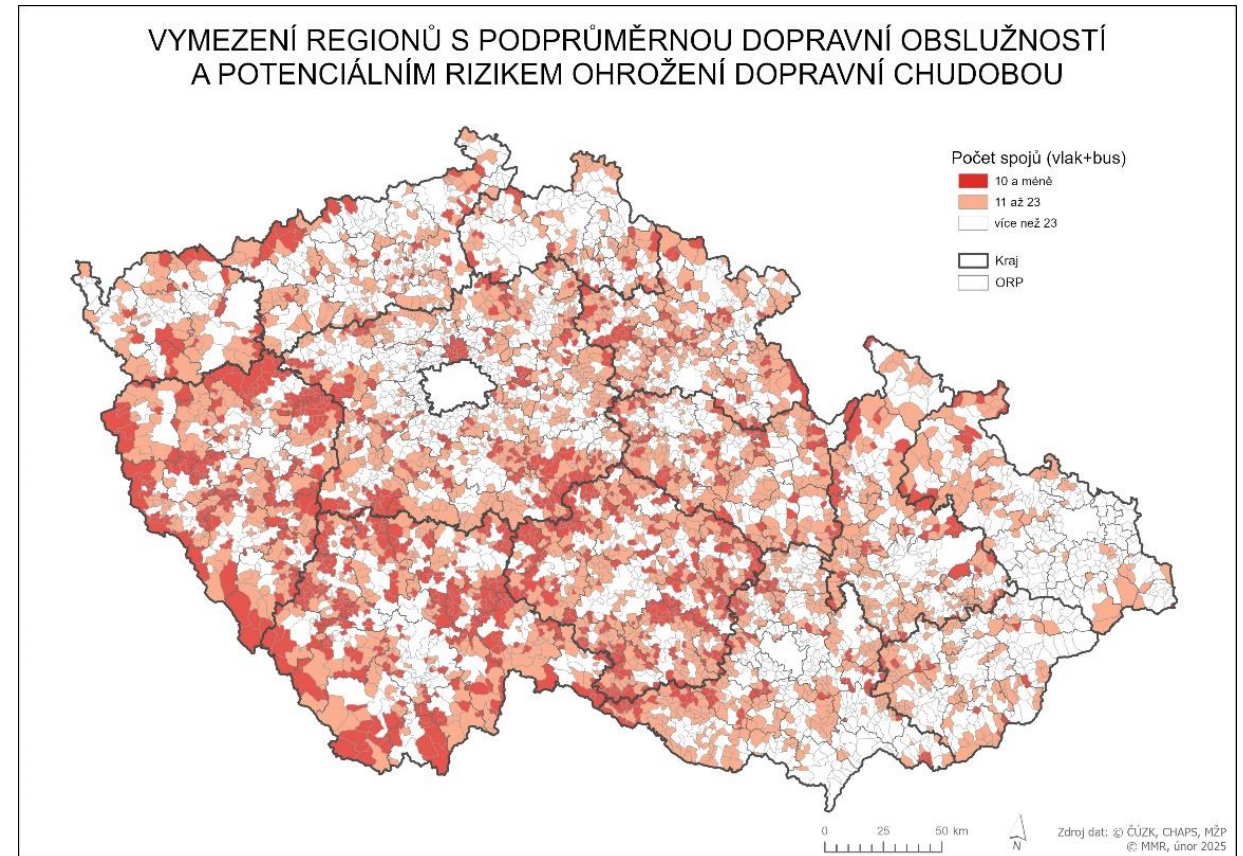 VYMEZENÍ REGIONŮ S PODPRŮMĚRNOU DOPRAVNÍ OBSLUŽNOSTÍ
A POTENCIÁLNÍM RIZIKEM OHROŽENÍ DOPRAVNÍ CHUDOBOU
Počet spojů (vlak+bus)
10 a méně
11 až 23
více než 23
Kraj
ORP
0 25 50 km
N
Zdroj dat: © ČÚZK, CHAPS, MŽP
© MMR, únor 2025